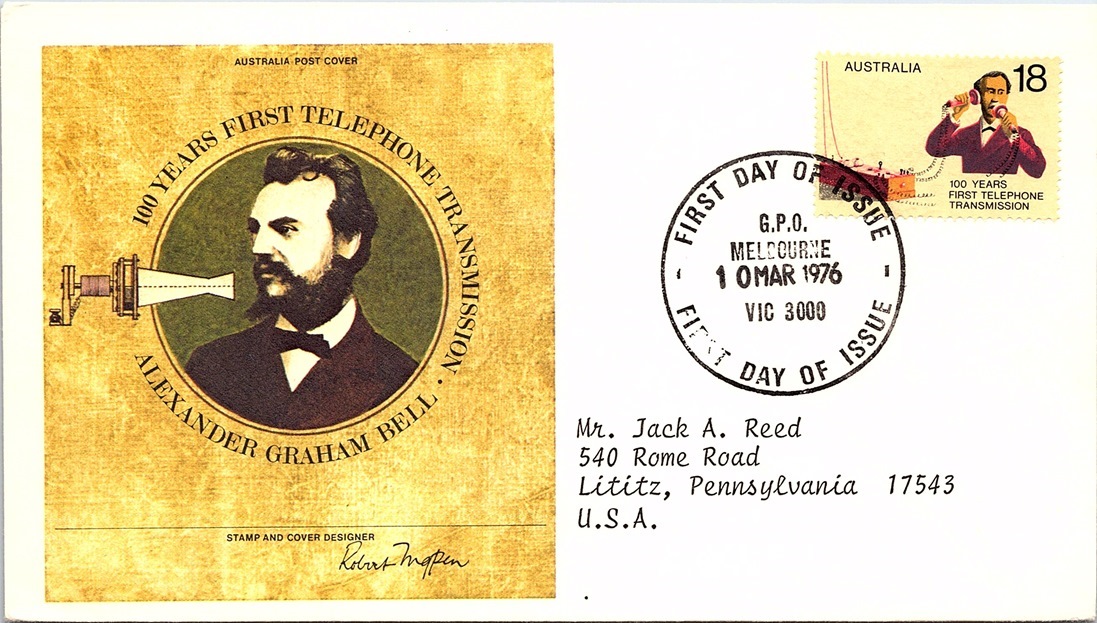 AUSTRALIA POST COVER
100 YEARS FIRST TELEPHONE TRANSMISSION ·
ALEXANDER GRAHAM BELL
STAMP AND COVER DESIGNER
Robert
AUSTRALIA
18
100 YEARS
FIRST TELEPHONE
TRANSMISSION
FIRST DAY OF ISSUE
G.P.O.
MELBOURNE
10 MAR 1976
VIC 3000
FIRST DAY OF ISSUE
Mr. Jack A. Reed
540 Rome Road
Lititz, Pennsylvania 17543
U.S.A.